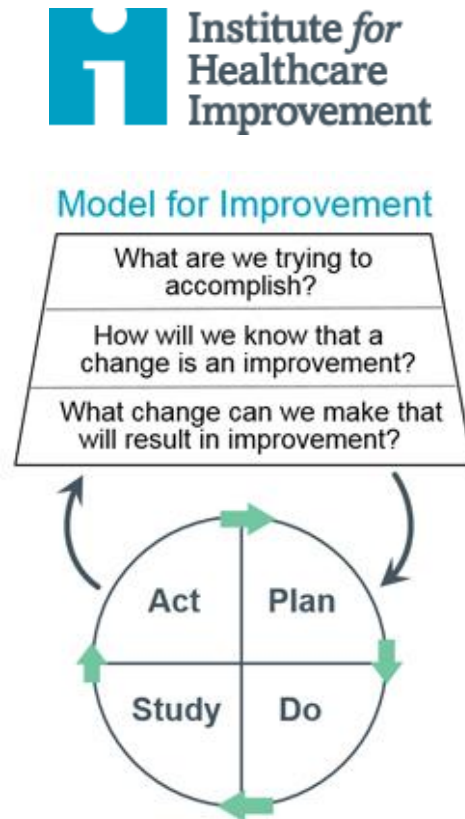 Institute for
Healthcare
Improvement
Model for Improvement
What are we trying to
accomplish?
How will we know that a
change is an improvement?
What change can we make that
will result in improvement?
Act
Plan
Study
Do